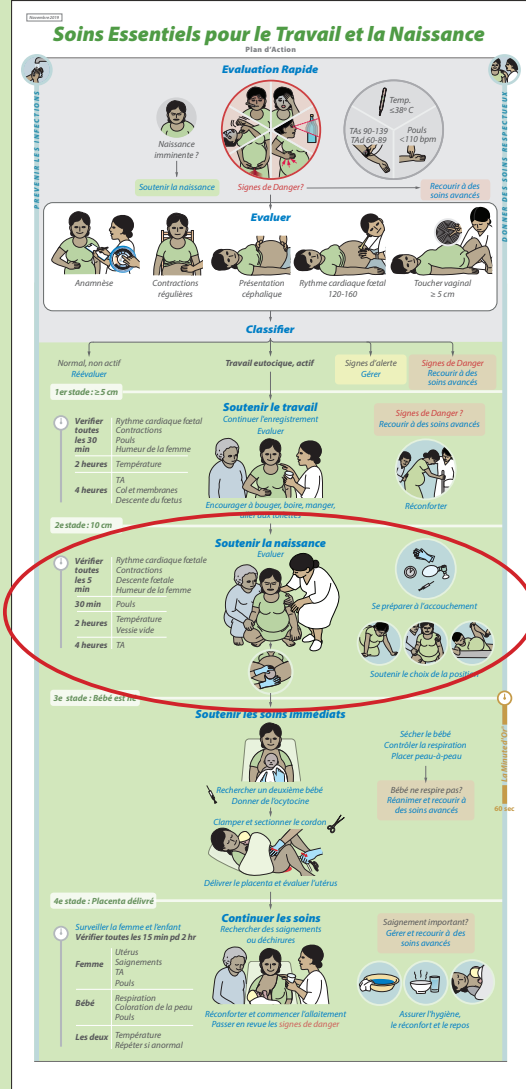 Novembre 2019
Soins Essentiels pour le Travail et la Naissance
Plan d'Action
PREVENIR LES INFECTIONS
DONNER DES SOINS RESPECTUEUX
Evaluation Rapide
Naissance
imminente ?
Soutenir la naissance
Signes de Danger?
Temp.
≤38º C
TAs 90-139
TAd 60-89
Pouls
<110 bpm
Recourir à des
soins avancés
Evaluer
Anamnèse
Contractions
régulières
Présentation
céphalique
Rythme cardiaque fœtal
120-160
Toucher vaginal
≥ 5 cm
Classifier
Normal, non actif
Réévaluer
Travail eutocique, actif
Signes d'alerte
Gérer
Signes de Danger
Recourir à des
soins avancés
1er stade : ≥ 5 cm
Soutenir le travail
Continuer l'enregistrement
Evaluer
Verifier
toutes
les 30
min
Rythme cardiaque fœtal
Contractions
Pouls
Humeur de la femme
2 heures
Température
4 heures
TA
Col et membranes
Descente du fœtus
Encourager à bouger, boire, manger,
aller aux toilettes
Signes de Danger ?
Recourir à des soins avancés
Réconforter
2e stade : 10 cm
Soutenir la naissance
Evaluer
Vérifier
toutes
les 5
min
Rythme cardiaque fœtale
Contractions
Descente fœtale
Humeur de la femme
30 min
Pouls
2 heures
Température
Vessie vide
4 heures
TA
Se préparer à l'accouchement
Soutenir le choix de la position
3e stade : Bébé est né
Soutenir les soins immédiats
Rechercher un deuxième bébé
Donner de l'ocytocine
Clamper et sectionner le cordon
Délivrer le placenta et évaluer l'utérus
Sécher le bébé
Contrôler la respiration
Placer peau-à-peau
Bébé ne respire pas?
Réanimer et recourir à
des soins avancés
La Minute d'Or
60 sec
4e stade : Placenta délivré
Continuer les soins
Rechercher des saignements
ou déchirures
Surveiller la femme et l'enfant
Vérifier toutes les 15 min pd 2 hr
Femme
Utérus
Saignements
TA
Pouls
Bébé
Respiration
Coloration de la peau
Pouls
Les deux
Température
Répéter si anormal
Réconforter et commencer l'allaitement
Passer en revue les signes de danger
Saignement important?
Gérer et recourir à des
soins avancés
Assurer l'hygiène,
le réconfort et le repos